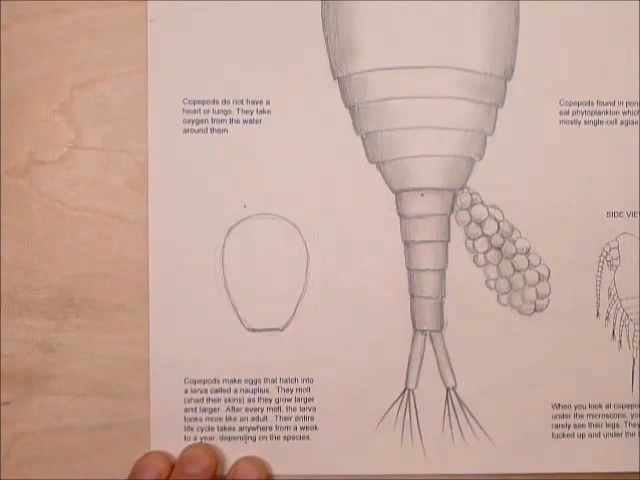 Copepods do not have a
heart or lungs. They take
oxygen from the water
around them
Copepods found in pon
eat phytoplankton whic
mostly single-cell aglae
SIDE VIE
Copepods make eggs that hatch into
a larva called a nauplius. They molt
(shed their skins) as they grow larger
and larger. After every molt, the larva
looks more like an adult. Their entire
life cycle takes anywhere from a week
to a year, depending on the species.
When you look at copepo
under the microscope, yo
rarely see their legs. They
tucked up and under the